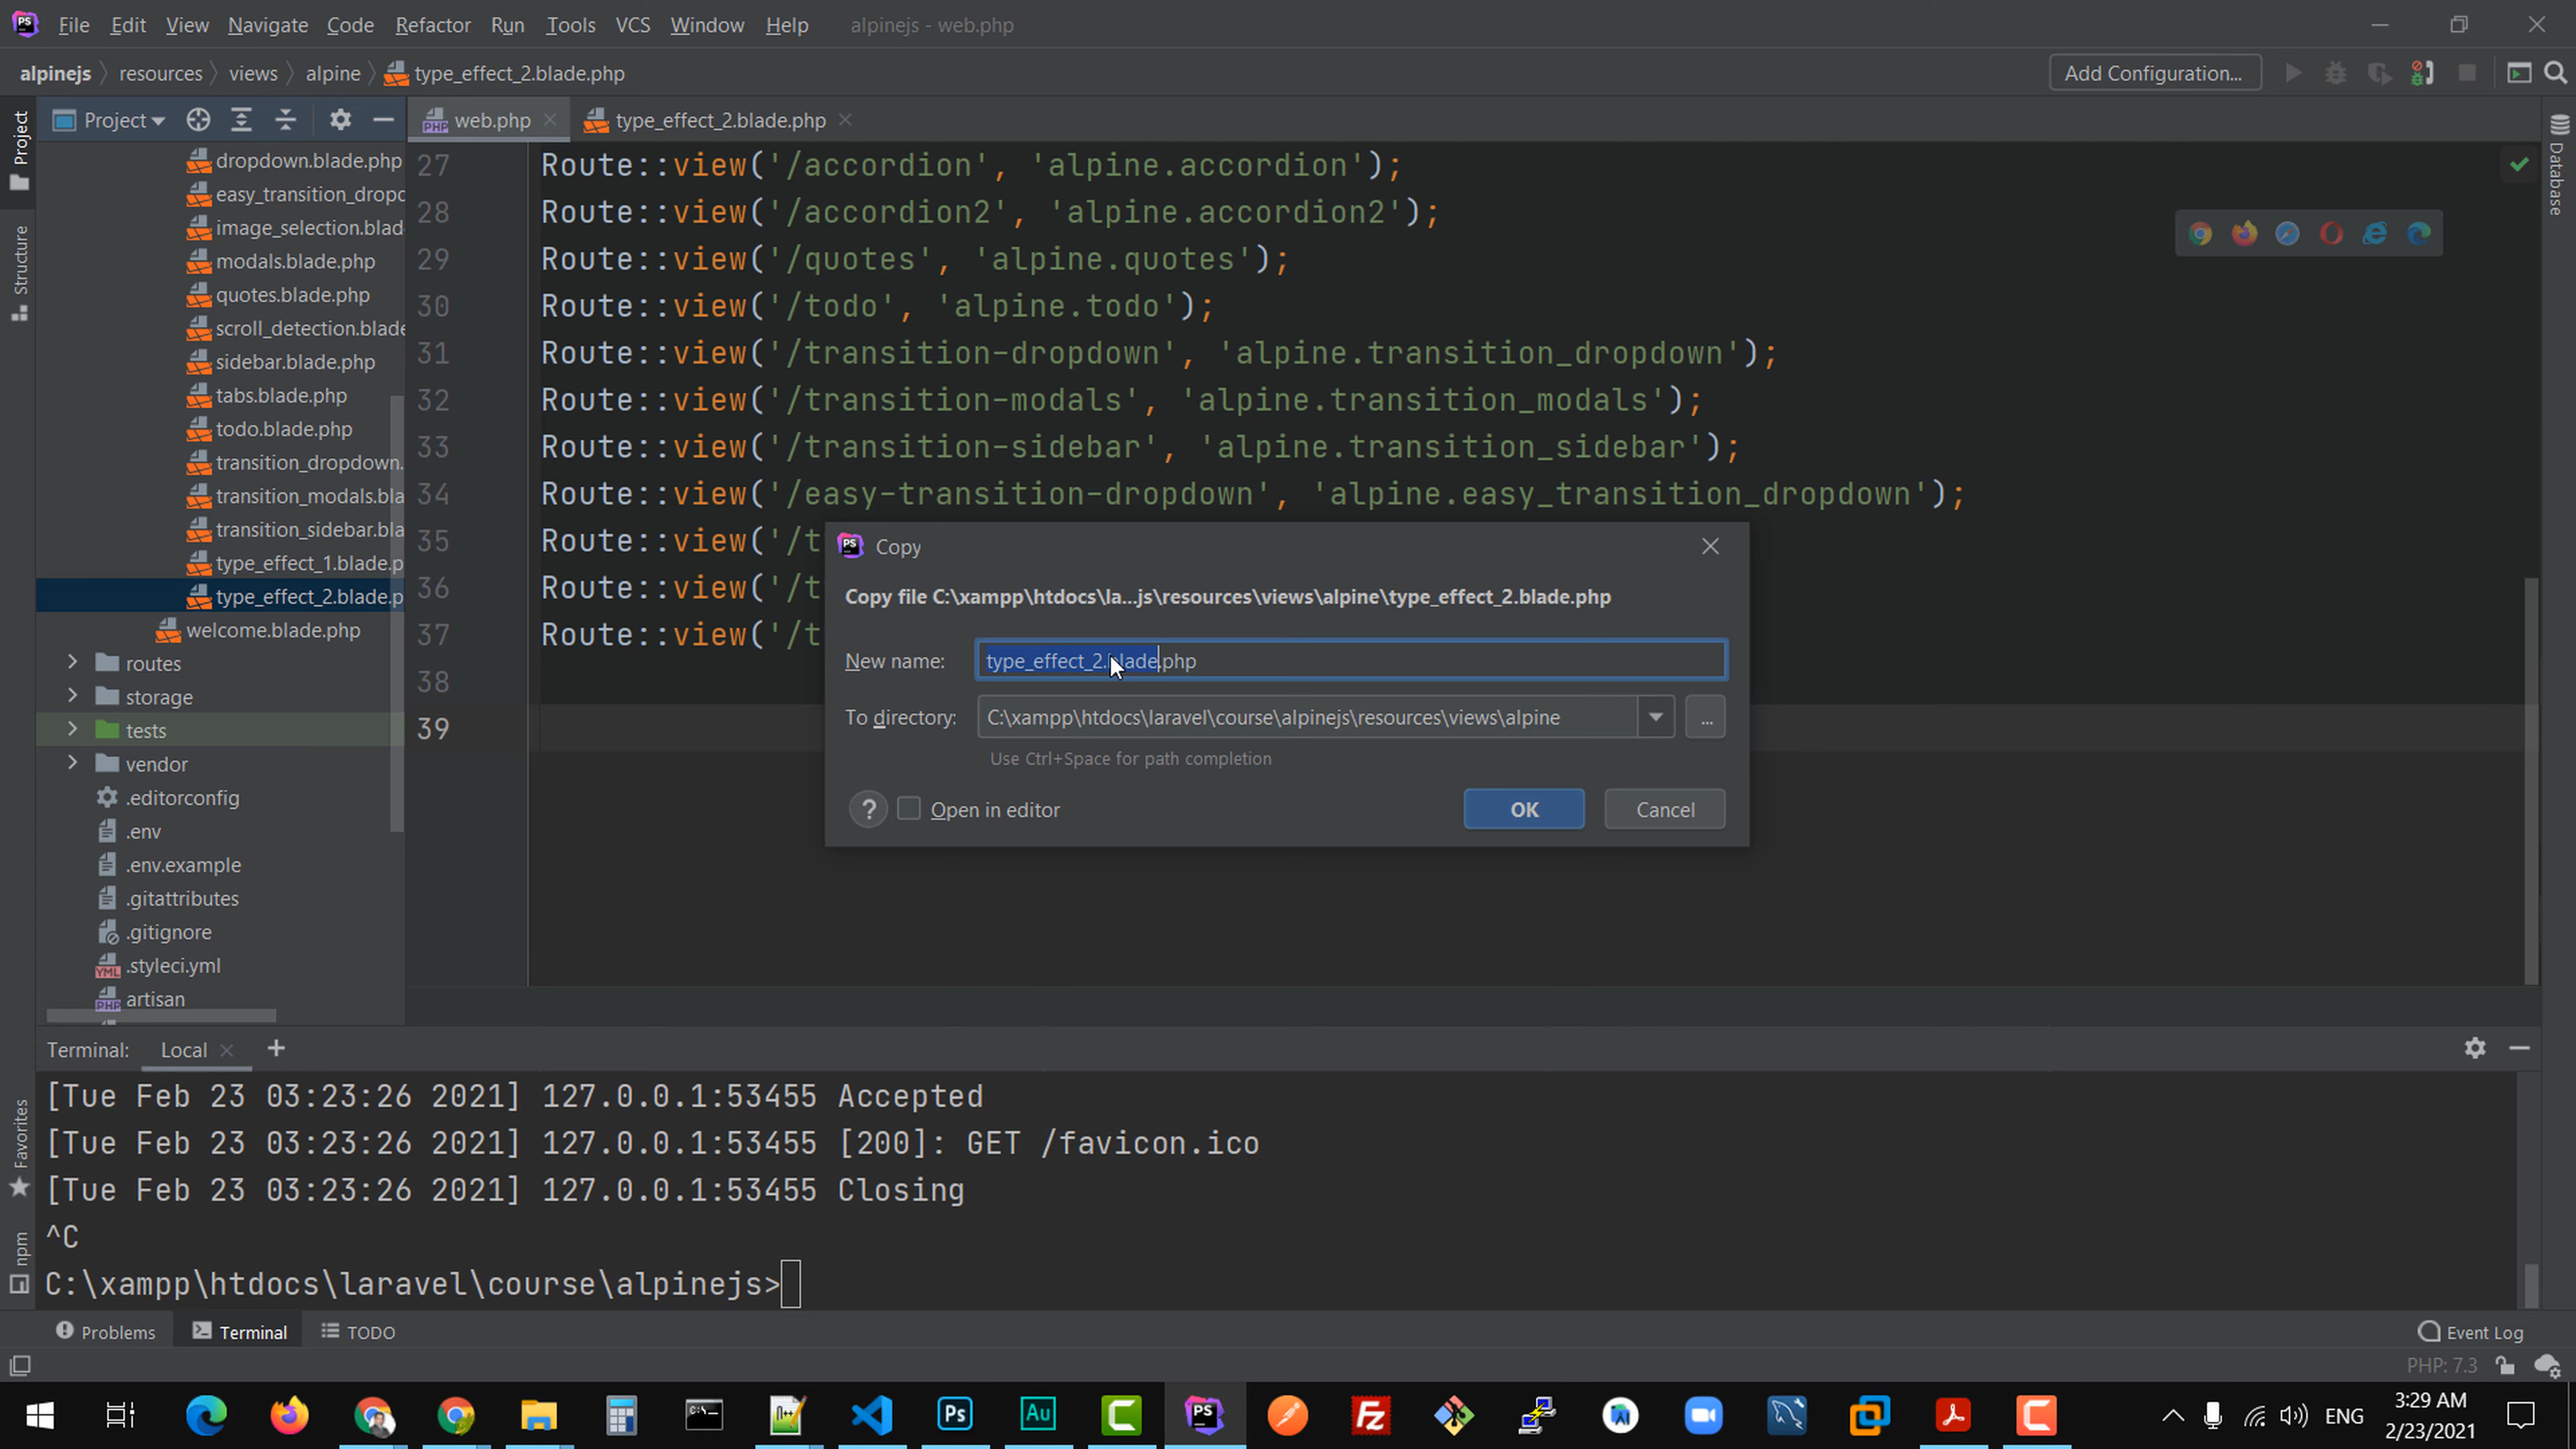 File Edit View Navigate Code Refactor Run Tools VCS Window Help alpinejs - web.php
alpinejs resources views alpine type_effect_2.blade.php Add Configuration...
Project web.php type_effect_2.blade.php
Project
Structure
Favorites
npm
Database
dropdown.blade.php
easy_transition_dropd
image_selection.blad
modals.blade.php
quotes.blade.php
scroll_detection.blade
sidebar.blade.php
tabs.blade.php
todo.blade.php
transition_dropdown.
transition_modals.bla
transition_sidebar.bla
type_effect_1.blade.p
type_effect_2.blade.p
welcome.blade.php
routes
storage
tests
vendor
.editorconfig
.env
.env.example
.gitattributes
.gitignore
.styleci.yml
artisan
27 Route::view('/accordion', 'alpine.accordion');
28 Route::view('/accordion2', 'alpine.accordion2');
29 Route::view('/quotes', 'alpine.quotes');
30 Route::view('/todo', 'alpine.todo');
31 Route::view('/transition-dropdown', 'alpine.transition_dropdown');
32 Route::view('/transition-modals', 'alpine.transition_modals');
33 Route::view('/transition-sidebar', 'alpine.transition_sidebar');
34 Route::view('/easy-transition-dropdown', 'alpine.easy_transition_dropdown');
35 Route::view('/t
36 Route::view('/t
37 Route::view('/t
38
39
Copy
Copy file C:\xampp\htdocs\la...js\resources\views\alpine\type_effect_2.blade.php
New name: type_effect_2.blade.php
To directory: C:\xampp\htdocs\laravel\course\alpinejs\resources\views\alpine ...
Use Ctrl+Space for path completion
? Open in editor OK Cancel
Terminal: Local +
[Tue Feb 23 03:23:26 2021] 127.0.0.1:53455 Accepted
[Tue Feb 23 03:23:26 2021] 127.0.0.1:53455 [200]: GET /favicon.ico
[Tue Feb 23 03:23:26 2021] 127.0.0.1:53455 Closing
^C
C:\xampp\htdocs\laravel\course\alpinejs>
Problems Terminal TODO Event Log
PHP: 7.3
ENG 3:29 AM
2/23/2021